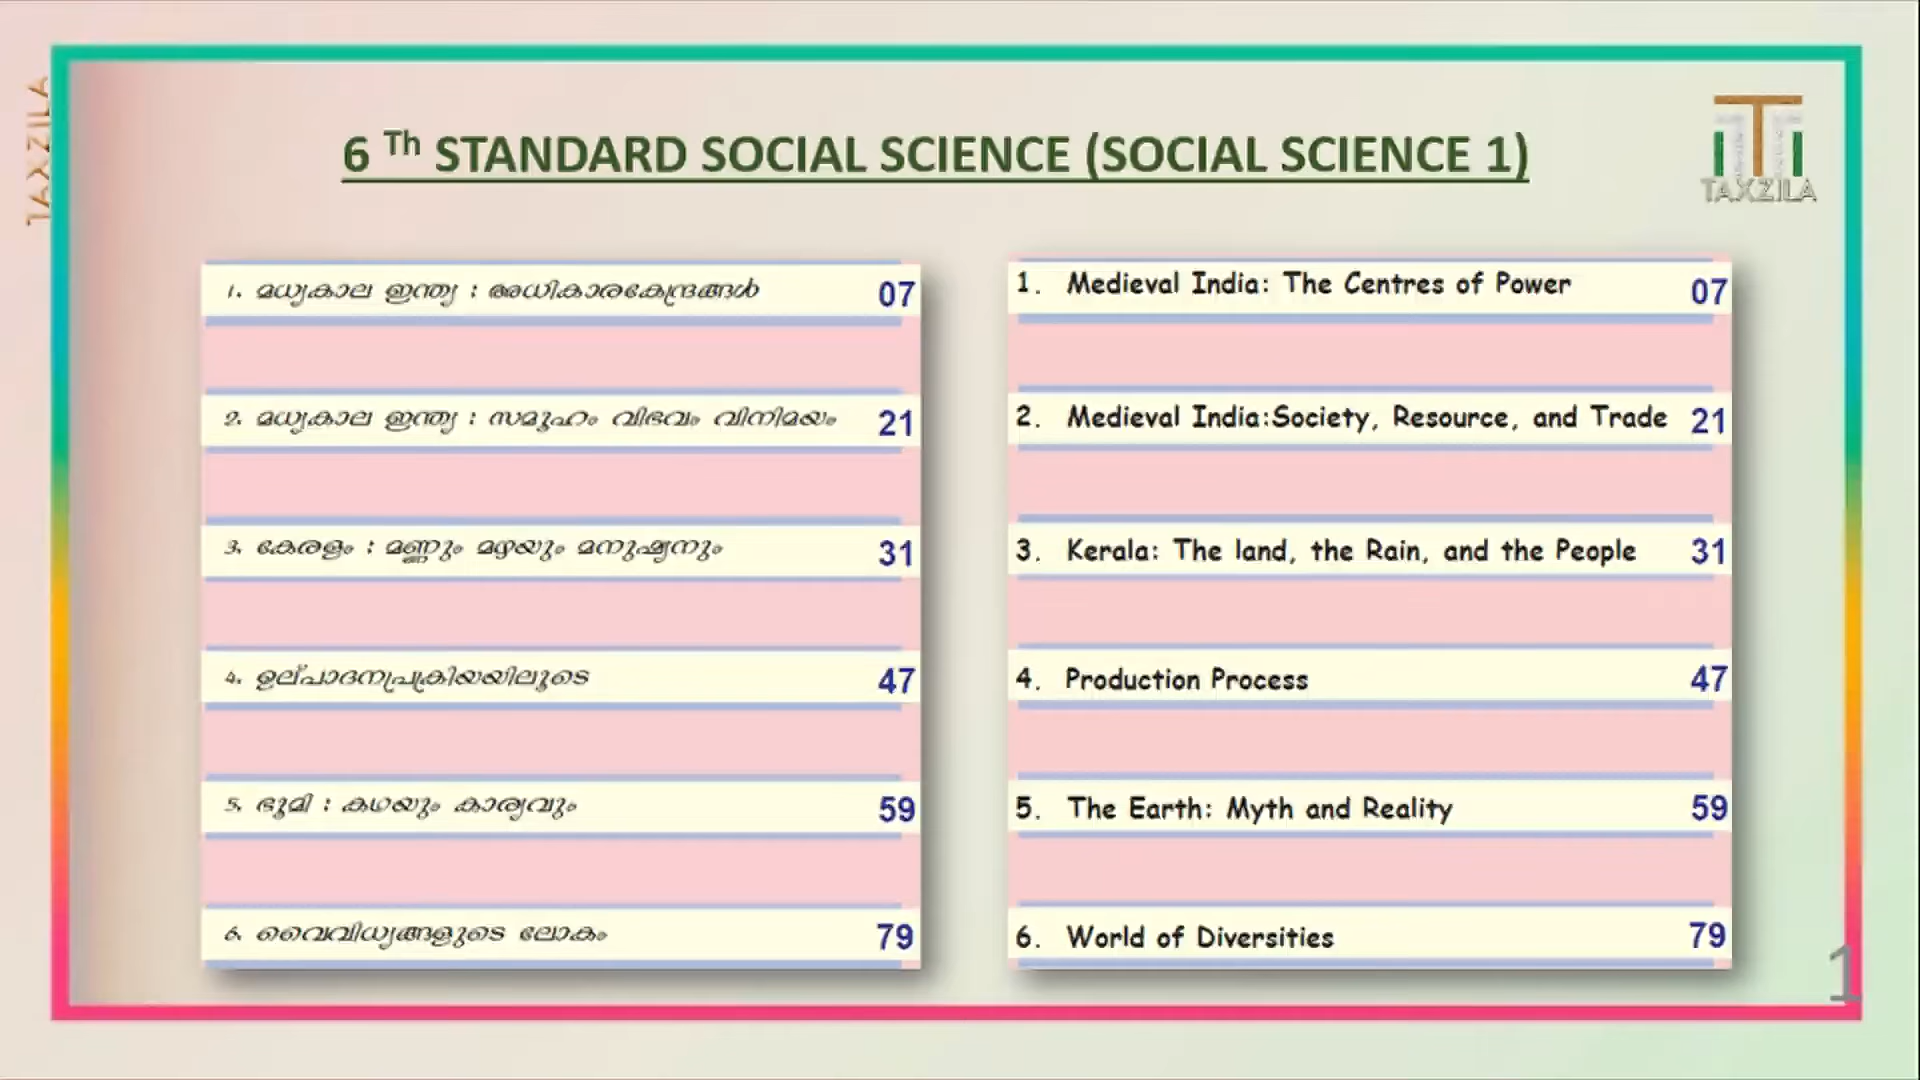 TAXZILA
6 Th STANDARD SOCIAL SCIENCE (SOCIAL SCIENCE 1)
TAXZILA
1. മധ്യകാല ഇന്ത്യ : അധികാരകേന്ദ്രങ്ങൾ 07
2. മധ്യകാല ഇന്ത്യ : സമൂഹം വിഭവം വിനിമയം 21
3. കേരളം : മണ്ണും മഴയും മനുഷ്യനും 31
4. ഉല്പാദനപ്രക്രിയയിലൂടെ 47
5. ഭൂമി : കഥയും കാര്യവും 59
6. വൈവിധ്യങ്ങളുടെ ലോകം 79
1. Medieval India: The Centres of Power 07
2. Medieval India:Society, Resource, and Trade 21
3. Kerala: The land, the Rain, and the People 31
4. Production Process 47
5. The Earth: Myth and Reality 59
6. World of Diversities 79
1